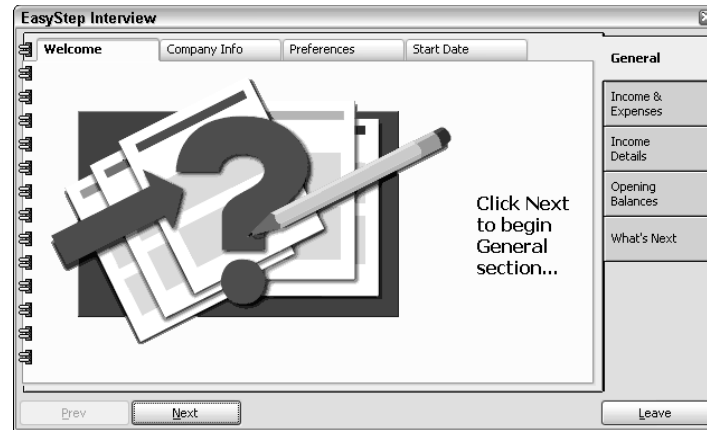 EasyStep Interview
Welcome
Company Info
Preferences
Start Date
General
Income &
Expenses
Income
Details
Opening
Balances
What's Next
Click Next
to begin
General
section...
Prev
Next
Leave